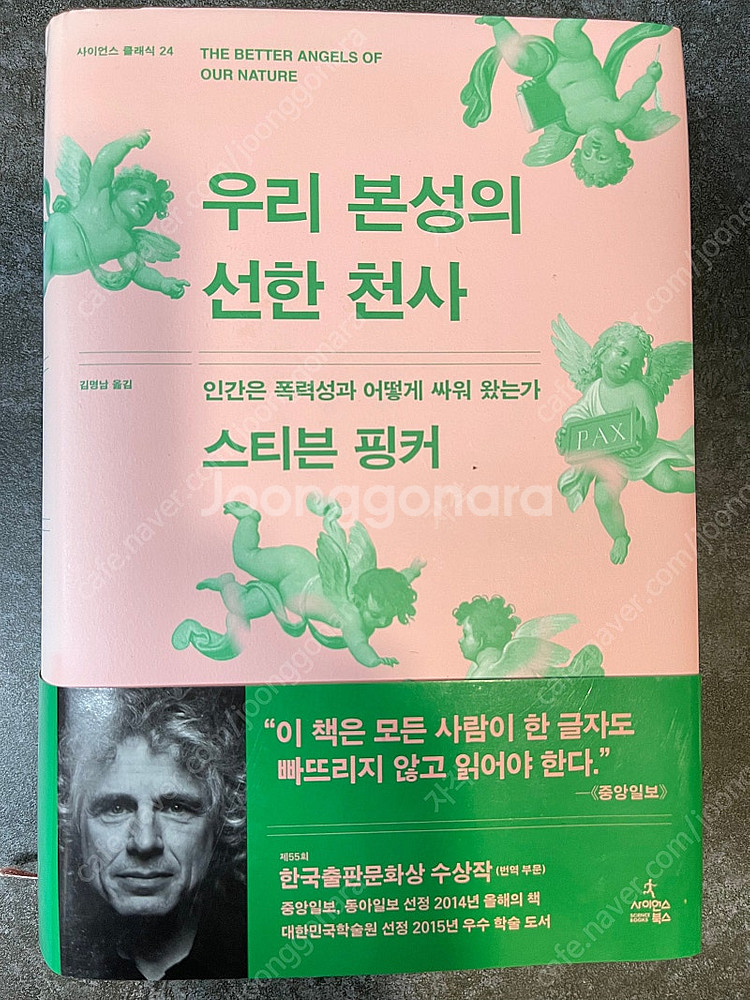 사이언스 클래식 24
THE BETTER ANGELS OF
OUR NATURE
우리 본성의
선한 천사
김명남 옮김
인간은 폭력성과 어떻게 싸워 왔는가
스티븐 핑커
PAX
Joonggonara
“이 책은 모든 사람이 한 글자도
빠뜨리지 않고 읽어야 한다.”
―《중앙일보》
제55회
한국출판문화상 수상작 (번역 부문)
중앙일보, 동아일보 선정 2014년 올해의 책
대한민국학술원 선정 2015년 우수 학술 도서
사이언스
SCIENCE
BOOKS
북스
cafe.naver.com/joonggonara